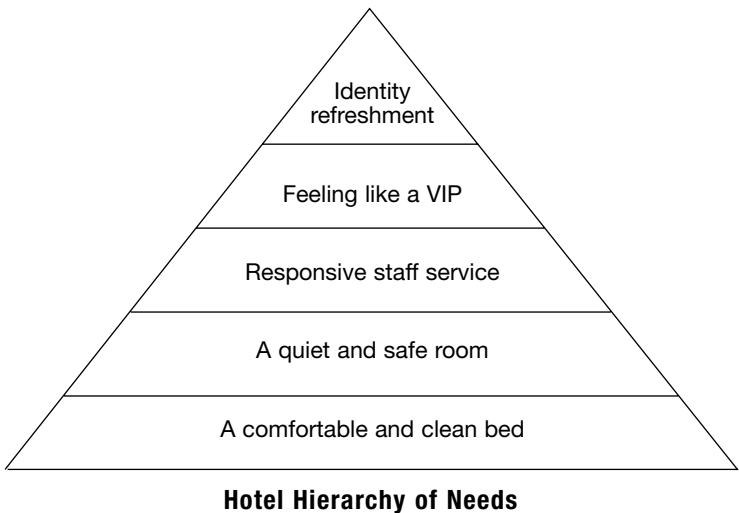 Identity
refreshment
Feeling like a VIP
Responsive staff service
A quiet and safe room
A comfortable and clean bed
Hotel Hierarchy of Needs